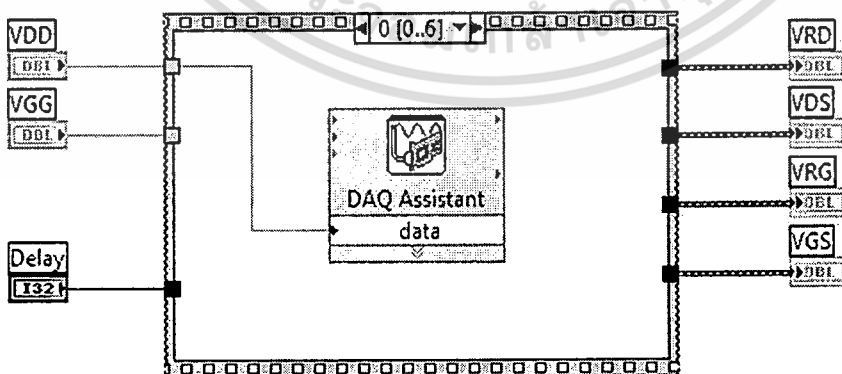 0 [0..6]
VDD
DBL
VGG
DBL
Delay
I32
DAQ Assistant
data
VRD
DBL
VDS
DBL
VRG
DBL
VGS
DBL